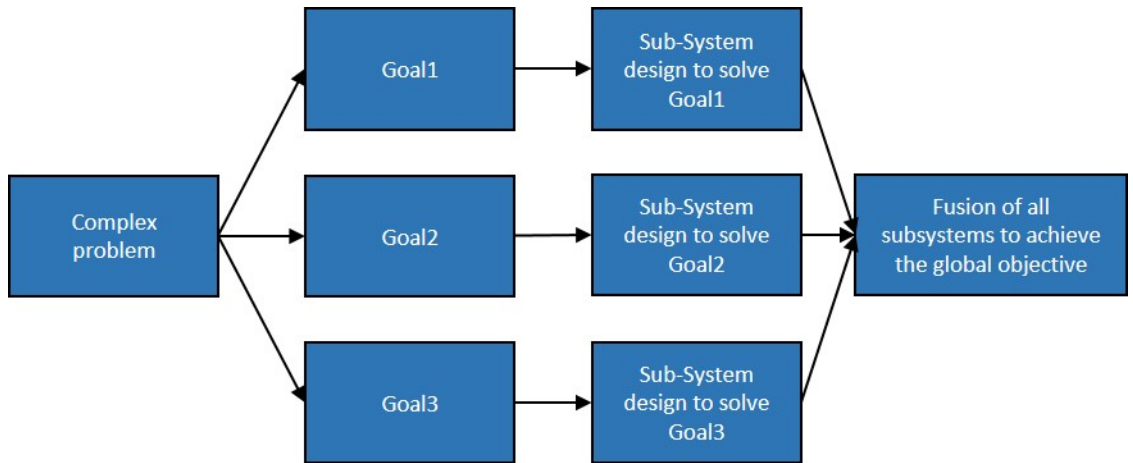 Complex
problem
Goal1
Sub-System
design to solve
Goal1
Goal2
Sub-System
design to solve
Goal2
Goal3
Sub-System
design to solve
Goal3
Fusion of all
subsystems to achieve
the global objective